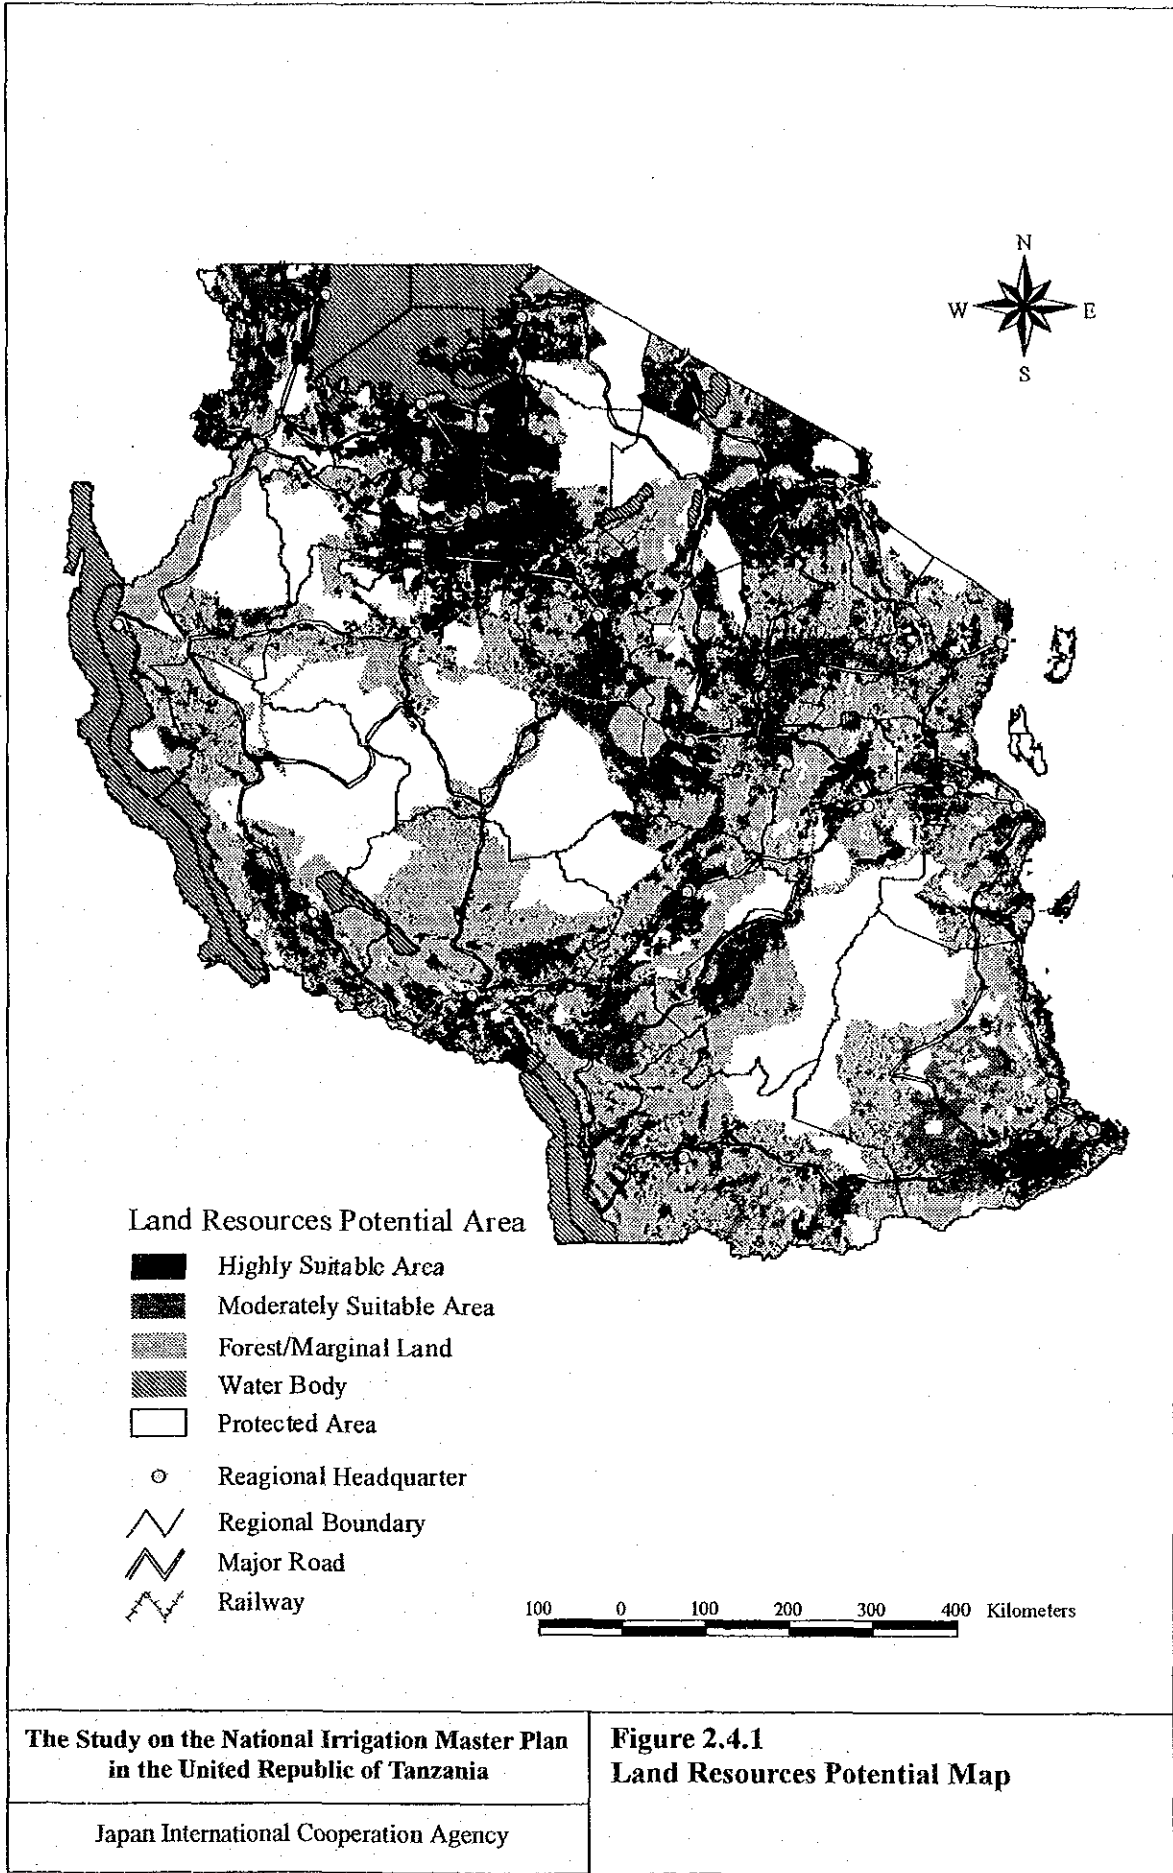 N
W E
S
Land Resources Potential Area
Highly Suitable Area
Moderately Suitable Area
Forest/Marginal Land
Water Body
Protected Area
Reagional Headquarter
Regional Boundary
Major Road
Railway
100 0 100 200 300 400 Kilometers
The Study on the National Irrigation Master Plan
in the United Republic of Tanzania
Japan International Cooperation Agency
Figure 2.4.1
Land Resources Potential Map